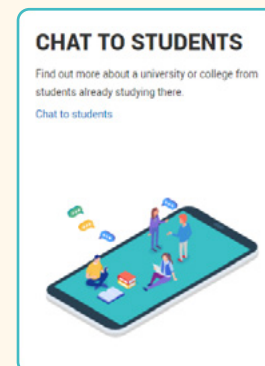 CHAT TO STUDENTS
Find out more about a university or college from
students already studying there.
Chat to students